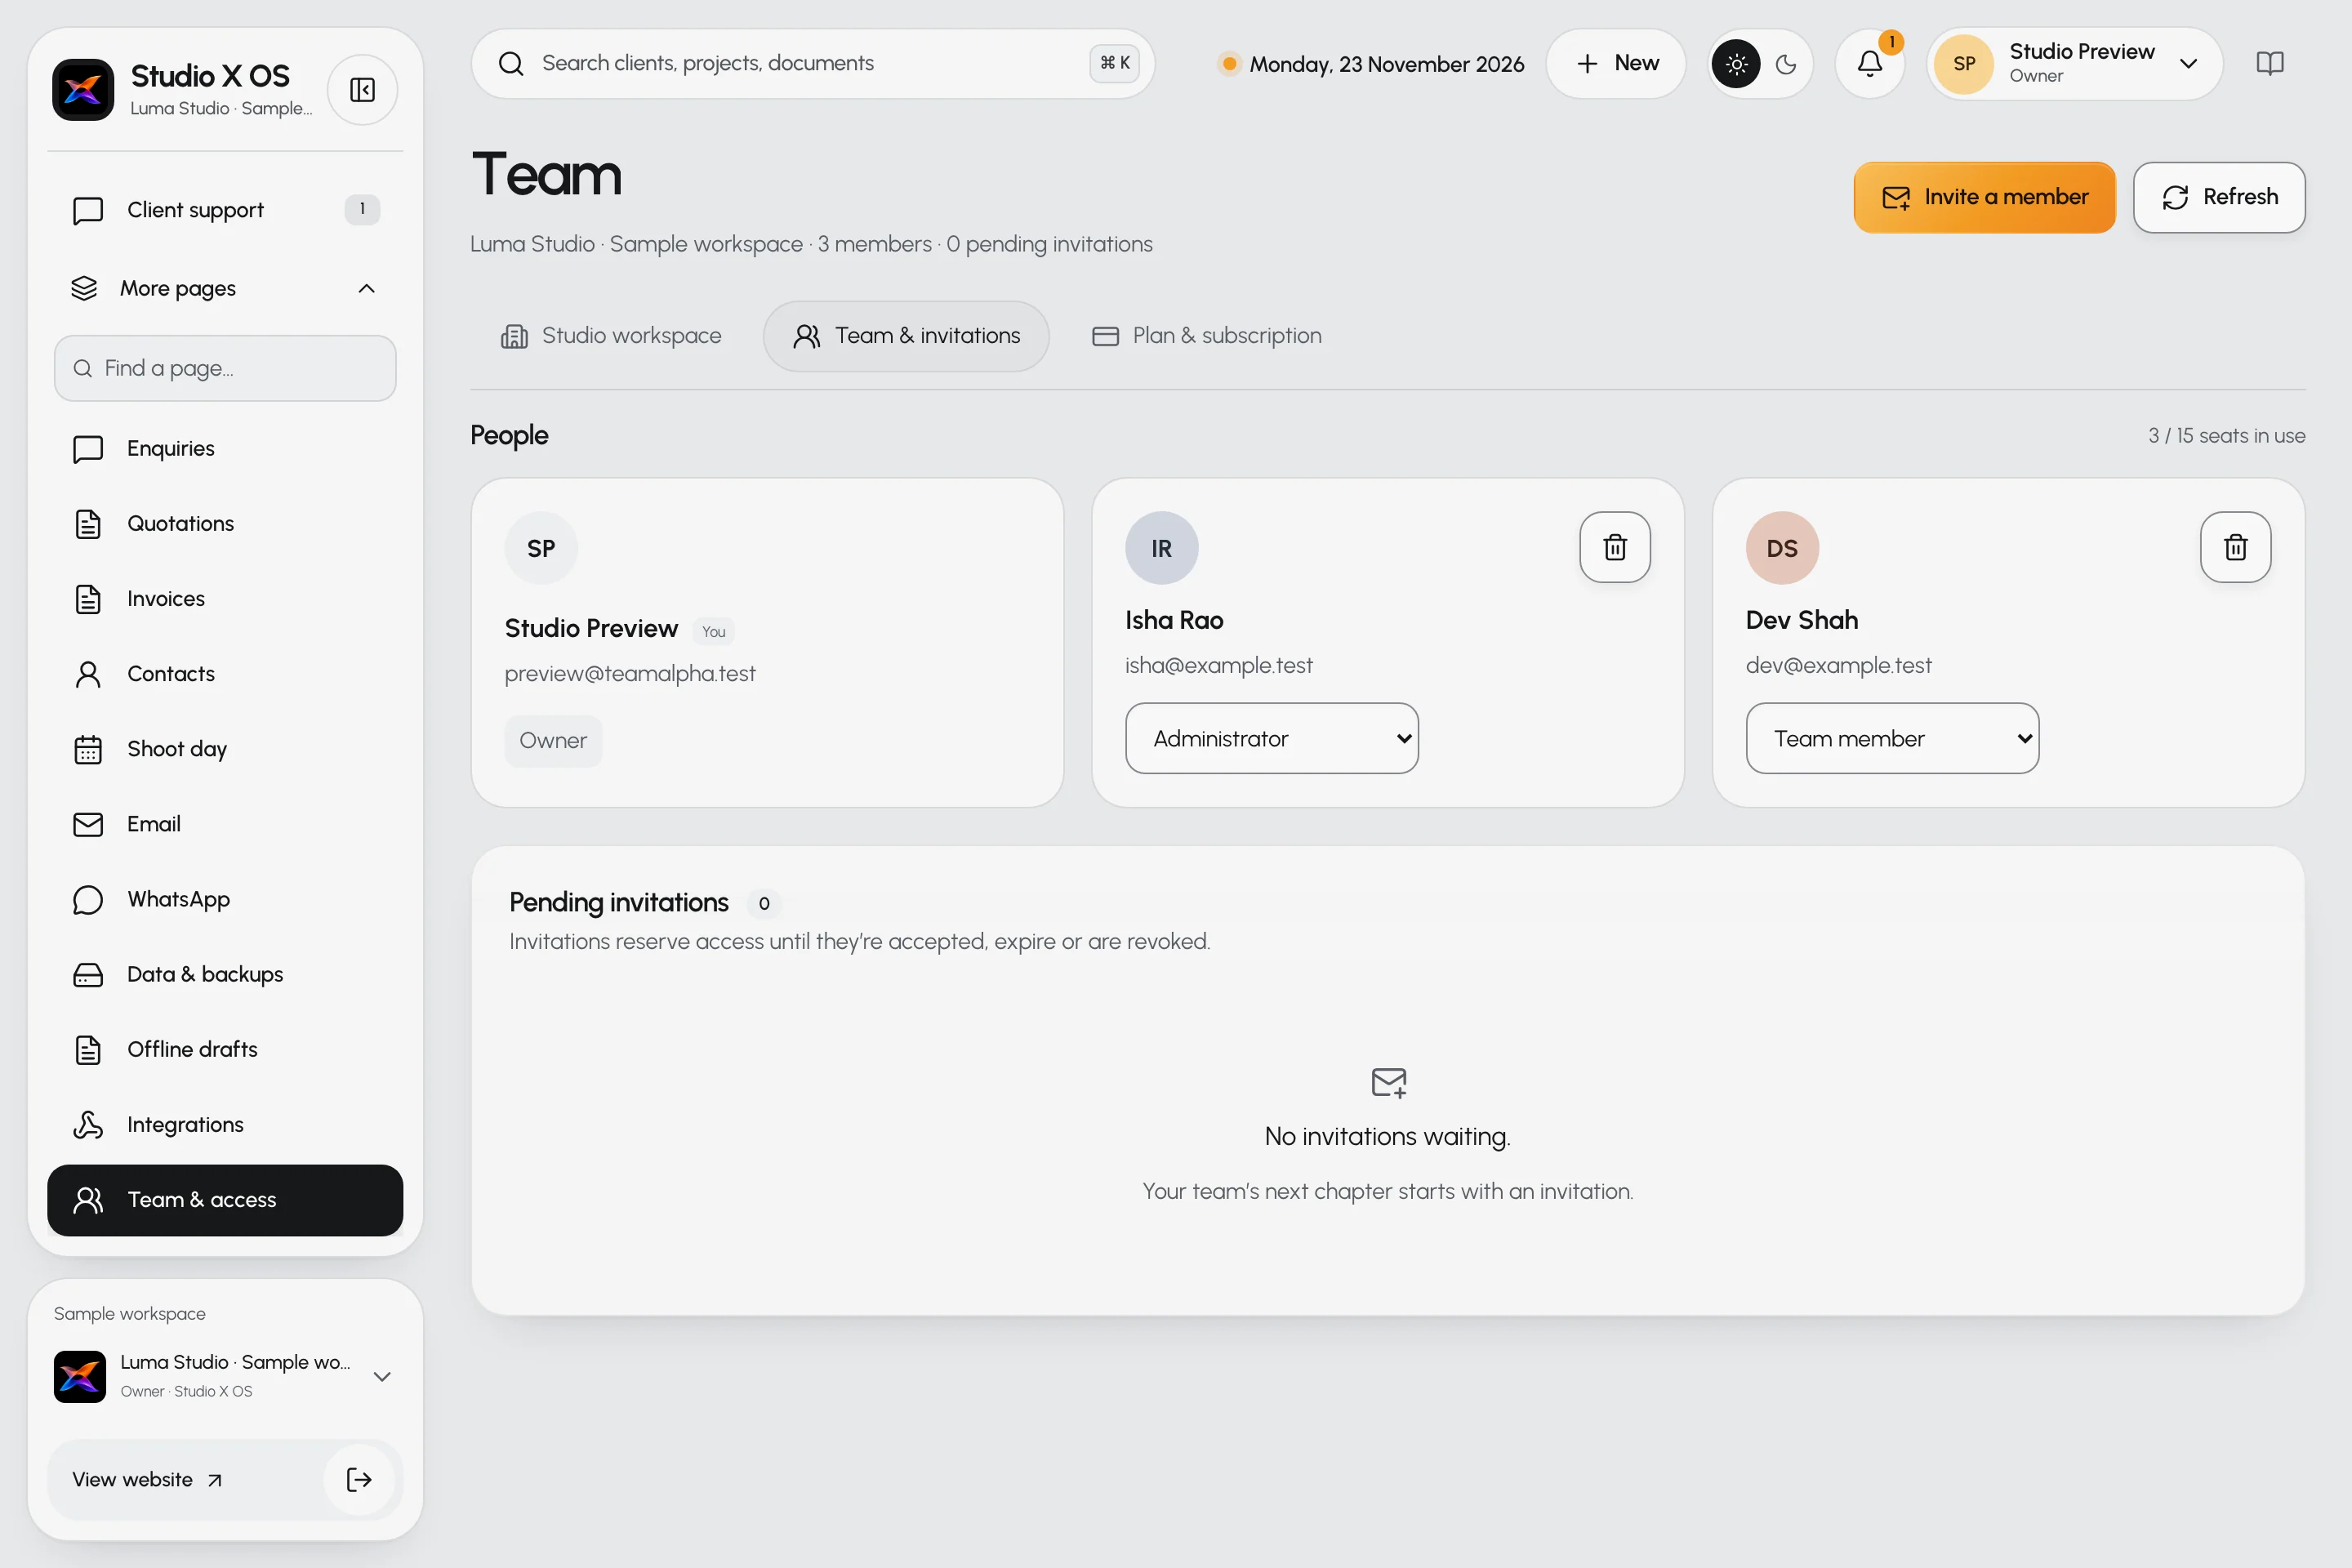 Studio X OS
Luma Studio · Sample...
Client support 1
More pages
Find a page...
Enquiries
Quotations
Invoices
Contacts
Shoot day
Email
WhatsApp
Data & backups
Offline drafts
Integrations
Team & access
Sample workspace
Luma Studio · Sample wo...
Owner · Studio X OS
View website
Search clients, projects, documents ⌘ K
Monday, 23 November 2026
New
1
SP
Studio Preview
Owner
Team
Luma Studio · Sample workspace · 3 members · 0 pending invitations
Invite a member
Refresh
Studio workspace
Team & invitations
Plan & subscription
People
3 / 15 seats in use
SP
Studio Preview You
preview@teamalpha.test
Owner
IR
Isha Rao
isha@example.test
Administrator
DS
Dev Shah
dev@example.test
Team member
Pending invitations 0
Invitations reserve access until they're accepted, expire or are revoked.
No invitations waiting.
Your team's next chapter starts with an invitation.